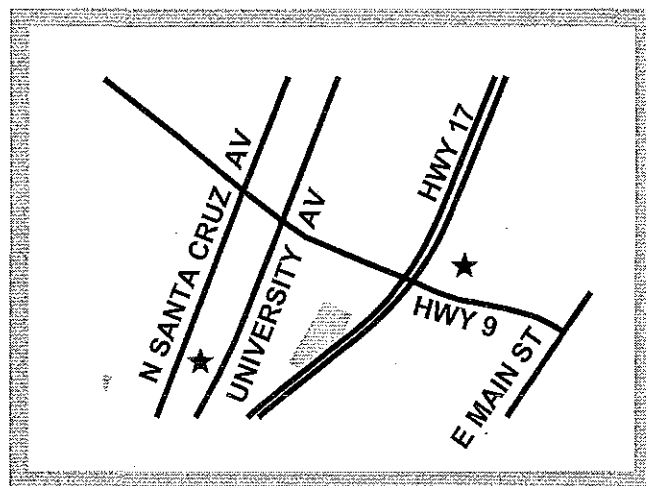 N SANTA CRUZ AV
UNIVERSITY AV
HWY 17
HWY 9
E MAIN ST